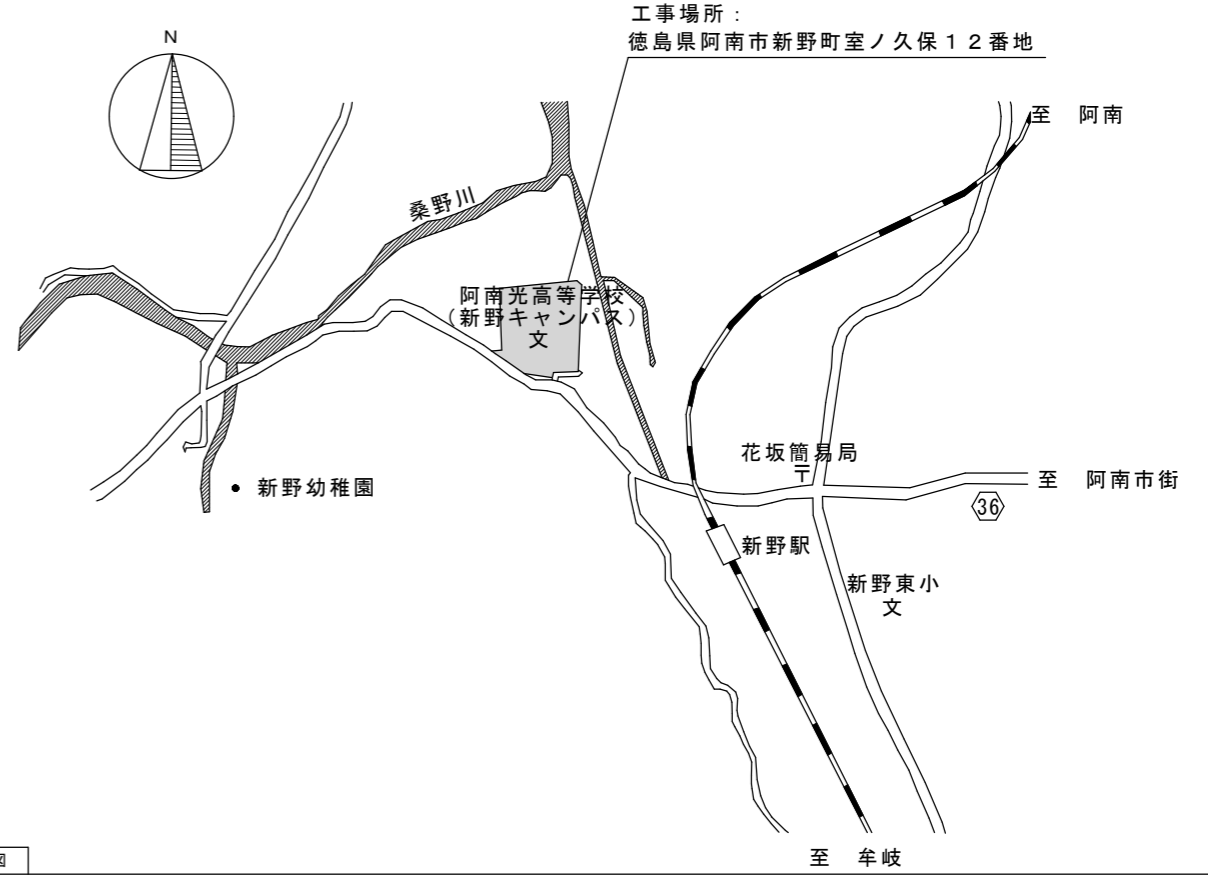 工事場所：
徳島県阿南市新野町室ノ久保１２番地
N
至　阿南
桑野川
阿南光高等学校
（新野キャンパス）
文
花坂簡易局
〒
至　阿南市街
36
新野幼稚園
新野駅
新野東小
文
至　牟岐
図